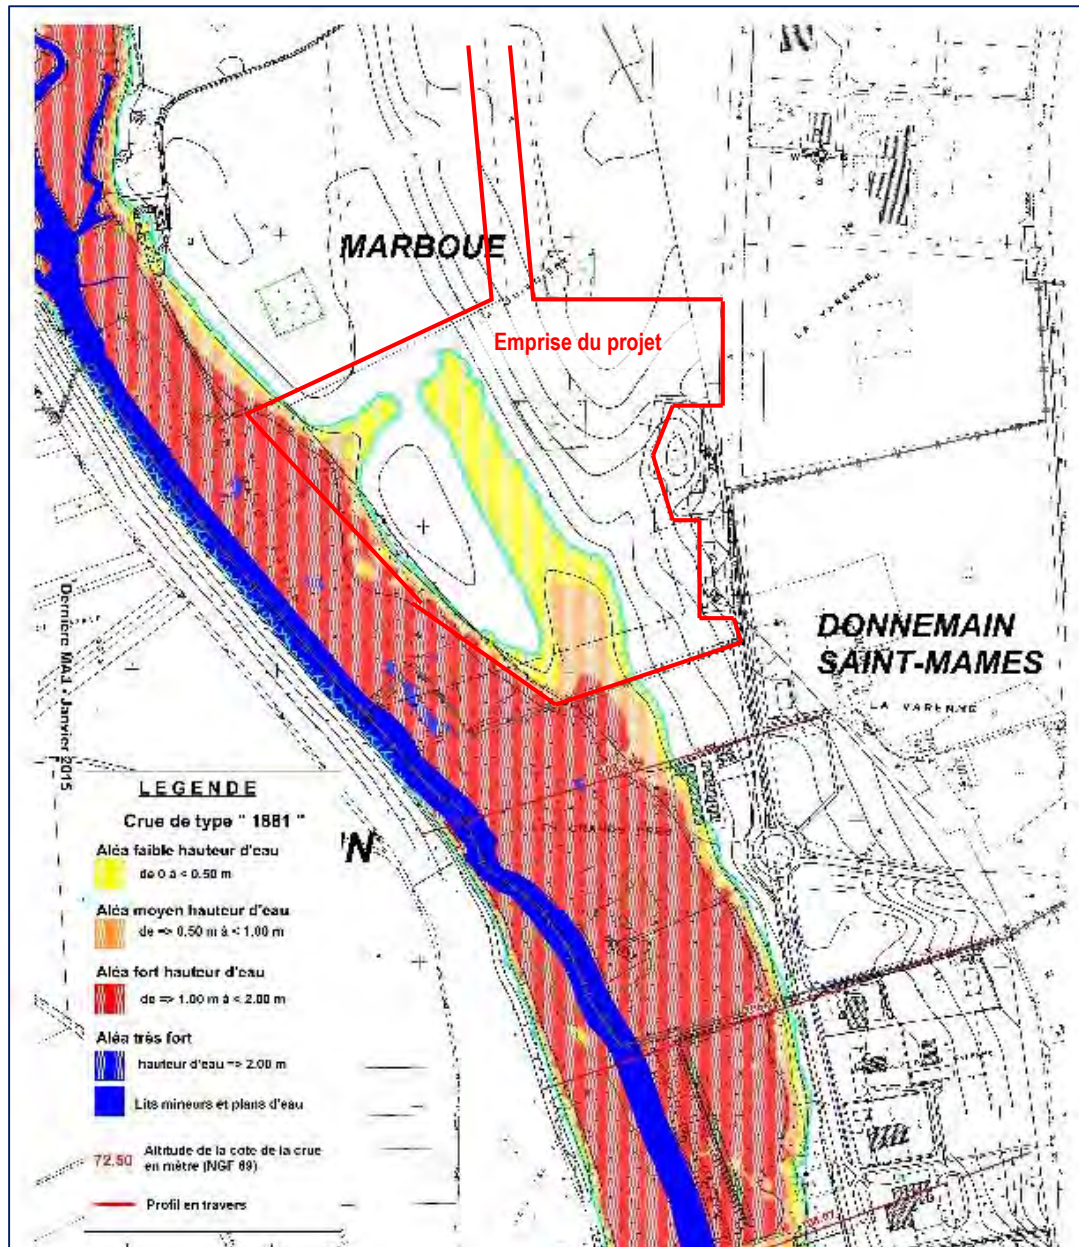 MARBOUE
Emprise du projet
LA VARENNE
DONNEMAIN
SAINT-MAMES
LA VARENNE
Dernière MAJ - Janvier 2015
LEGENDE
Crue de type " 1881 "
N
Aléa faible hauteur d'eau
de 0 à < 0.50 m
Aléa moyen hauteur d'eau
de => 0.50 m à < 1.00 m
Aléa fort hauteur d'eau
de => 1.00 m à < 2.00 m
Aléa très fort
hauteur d'eau => 2.00 m
Lits mineurs et plans d'eau
72.50 Altitude de la cote de la crue
en mètre (NGF 69)
Profil en travers